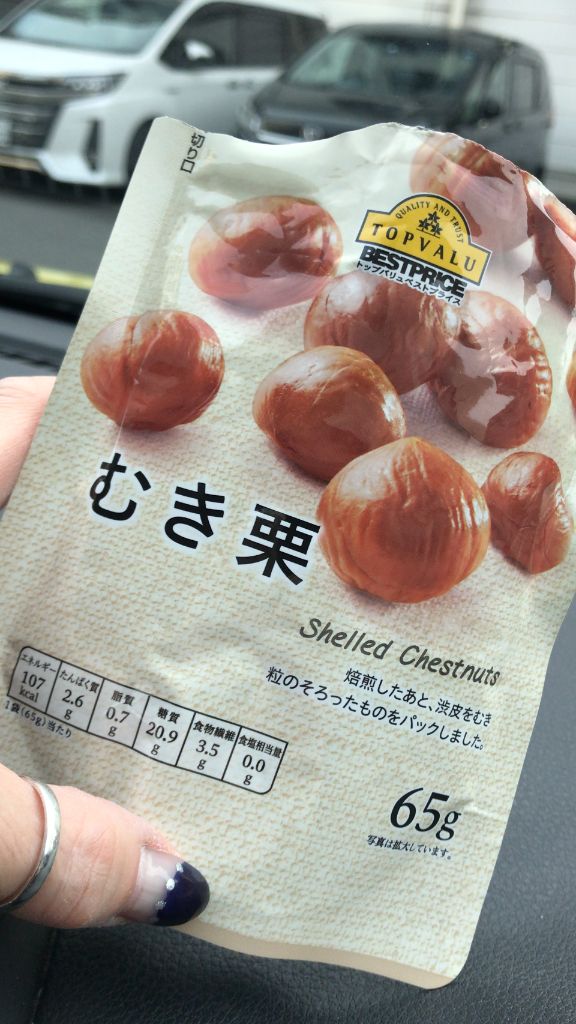 切り口
QUALITY AND TRUST
TOPVALU
BESTPRICE
トップバリュベストプライス
むき栗
Shelled Chestnuts
焙煎したあと、渋皮をむき
粒のそろったものをパックしました。
エネルギー たんぱく質 脂質 糖質 食物繊維 食塩相当量
107 kcal 2.6 g 0.7 g 20.9 g 3.5 g 0.0 g
1袋(65g)当たり
65g
写真は拡大しています。